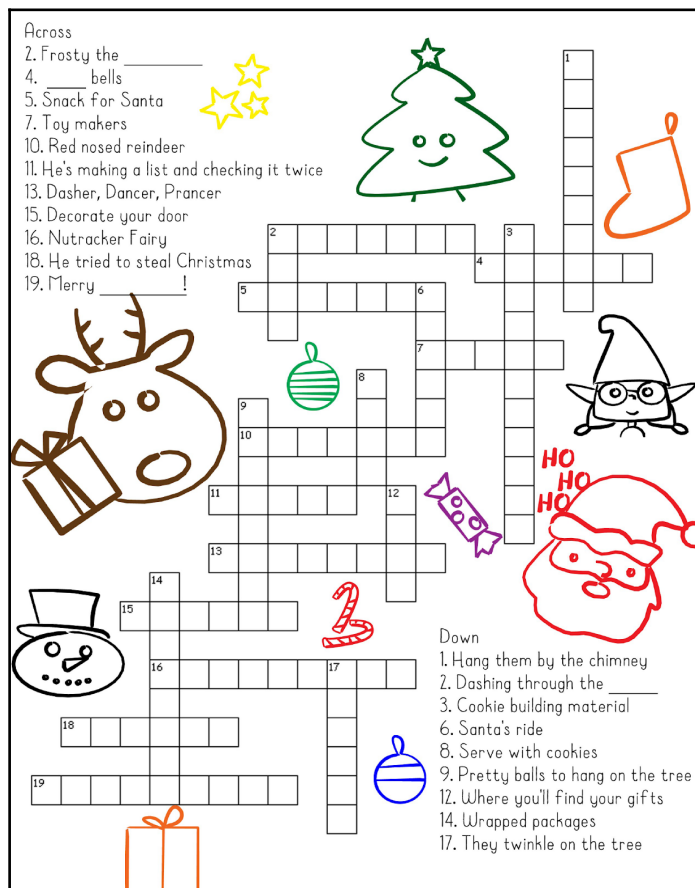 Across
2. Frosty the __________
4. _____ bells
5. Snack for Santa
7. Toy makers
10. Red nosed reindeer
11. He's making a list and checking it twice
13. Dasher, Dancer, Prancer
15. Decorate your door
16. Nutracker Fairy
18. He tried to steal Christmas
19. Merry ___________!
1
2
3
4
5
6
7
8
9
10
HO
HO
HO
11
12
13
14
15
16
17
18
19
Down
1. Hang them by the chimney
2. Dashing through the ______
3. Cookie building material
6. Santa's ride
8. Serve with cookies
9. Pretty balls to hang on the tree
12. Where you'll find your gifts
14. Wrapped packages
17. They twinkle on the tree